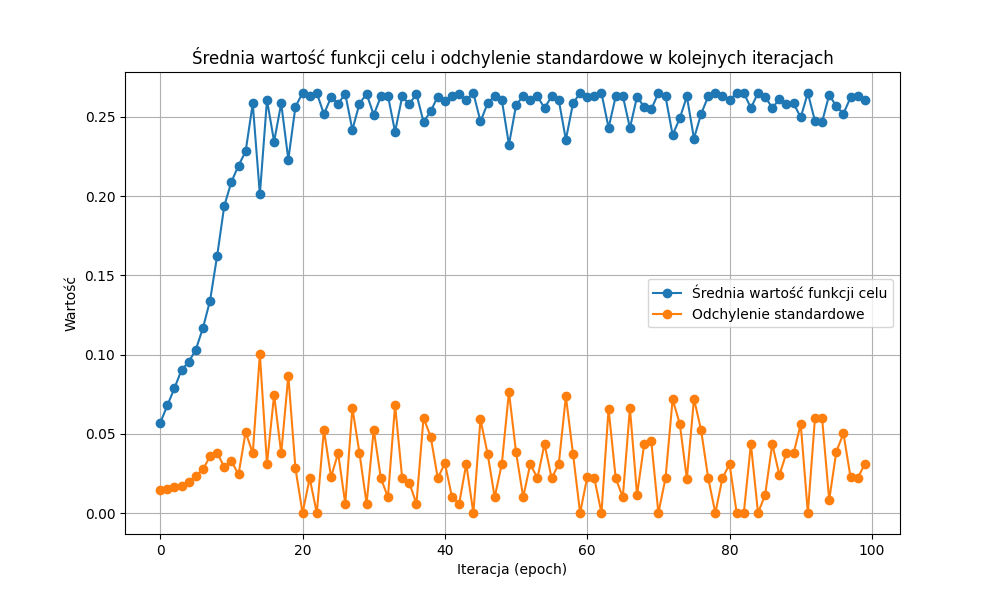 Średnia wartość funkcji celu i odchylenie standardowe w kolejnych iteracjach
Wartość
0.25
0.20
0.15
0.10
0.05
0.00
Średnia wartość funkcji celu
Odchylenie standardowe
0 20 40 60 80 100
Iteracja (epoch)